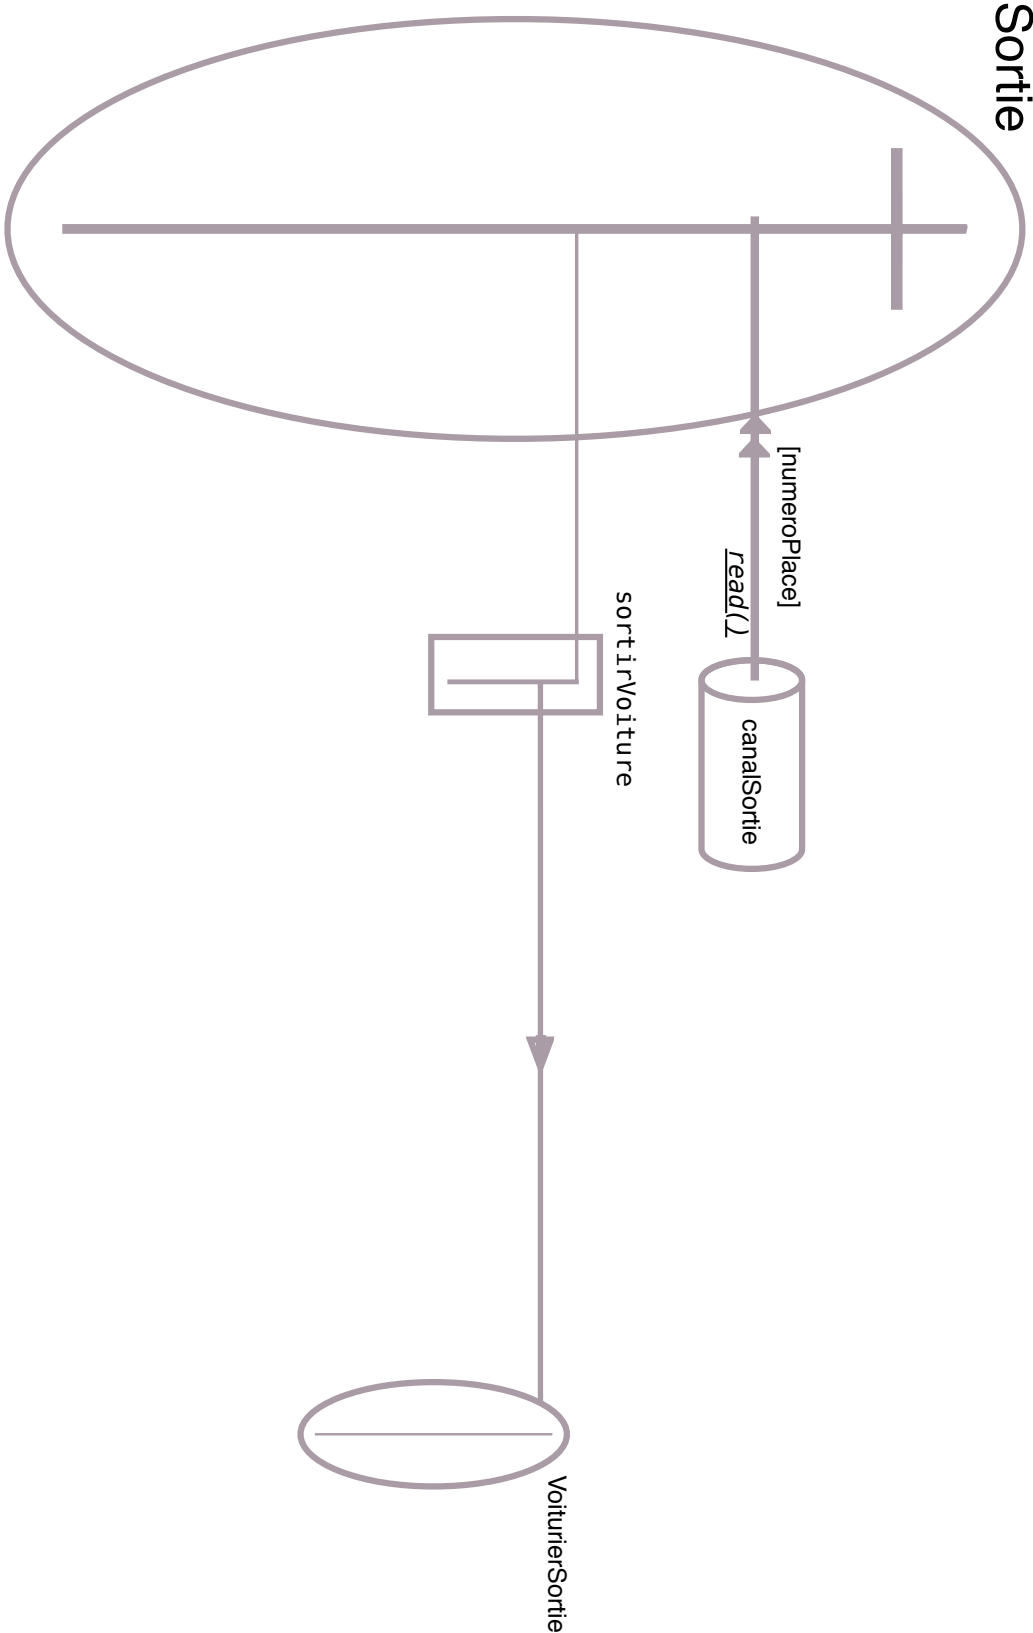 Sortie
[numeroPlace]
read()
canalSortie
sortirVoiture
VoiturierSortie